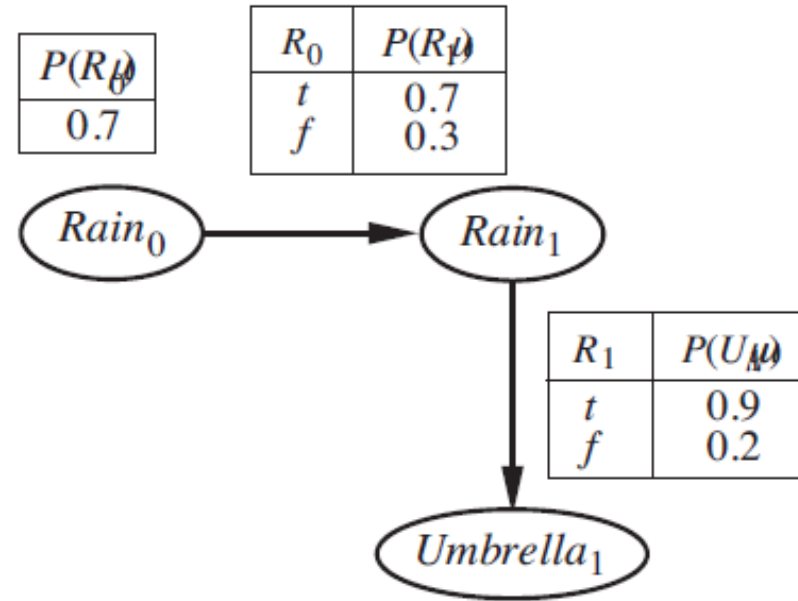 P(R0)
0.7
R0 P(R1)
t 0.7
f 0.3
Rain0
Rain1
R1 P(U1)
t 0.9
f 0.2
Umbrella1